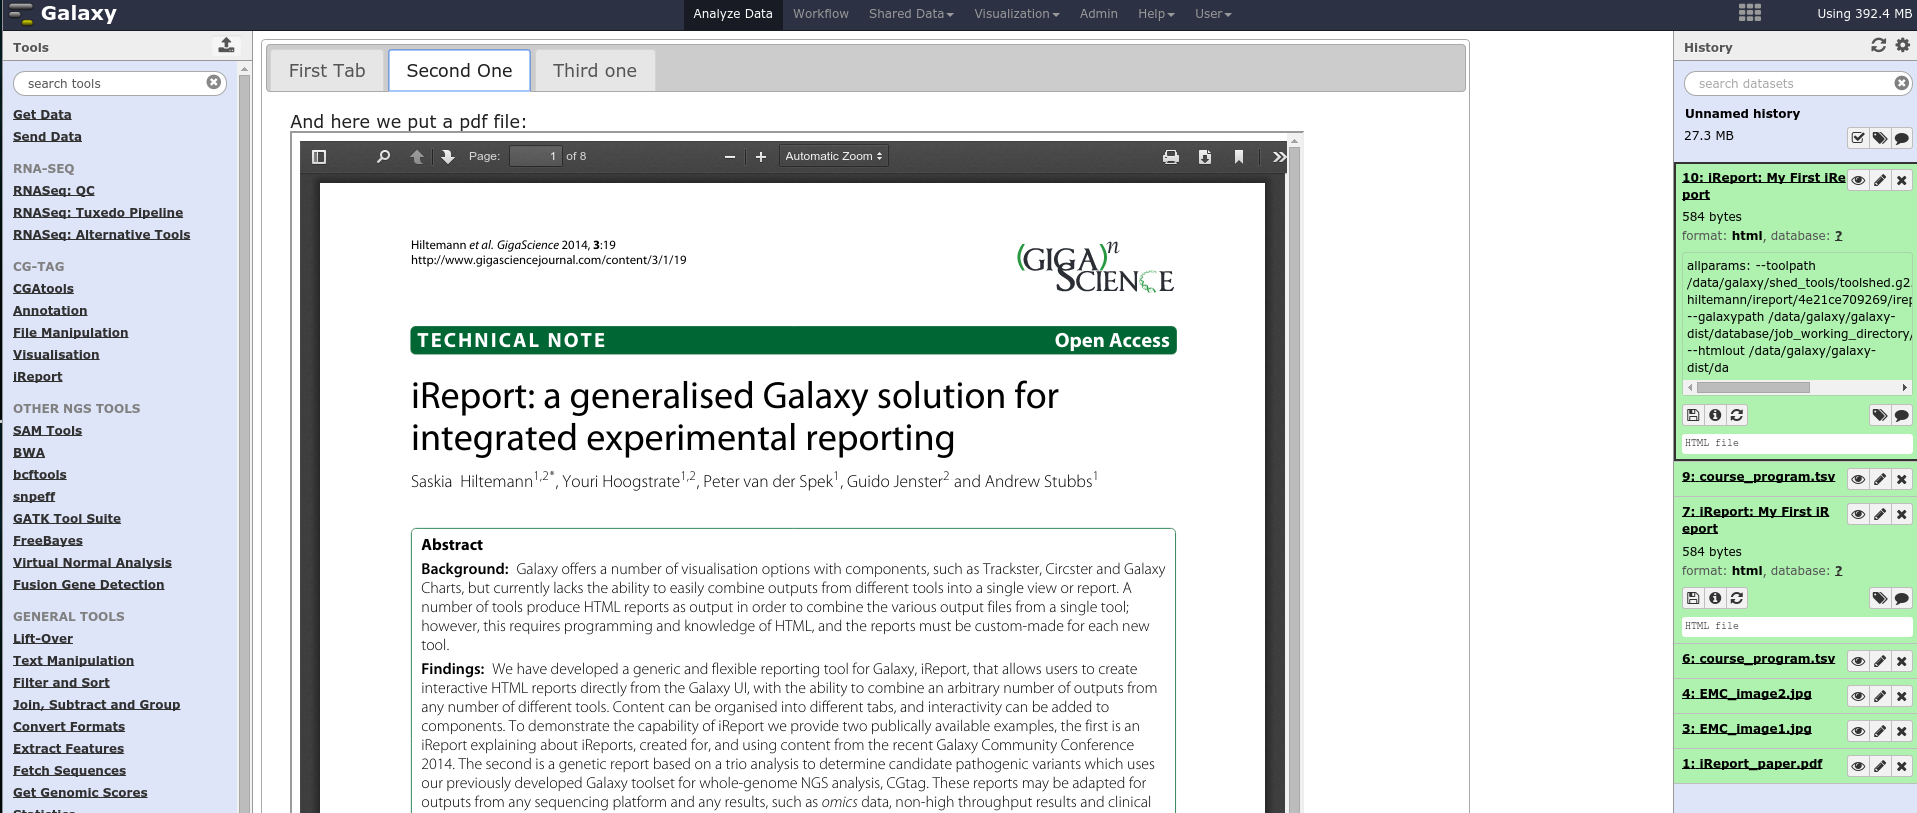 Galaxy
Analyze Data
Workflow
Shared Data
Visualization
Admin
Help
User
Using 392.4 MB
Tools
search tools
Get Data
Send Data
RNA-SEQ
RNASeq: QC
RNASeq: Tuxedo Pipeline
RNASeq: Alternative Tools
CG-TAG
CGAtools
Annotation
File Manipulation
Visualisation
iReport
OTHER NGS TOOLS
SAM Tools
BWA
bcftools
snpeff
GATK Tool Suite
FreeBayes
Virtual Normal Analysis
Fusion Gene Detection
GENERAL TOOLS
Lift-Over
Text Manipulation
Filter and Sort
Join, Subtract and Group
Convert Formats
Extract Features
Fetch Sequences
Get Genomic Scores
First Tab
Second One
Third one
And here we put a pdf file:
Page: 1 of 8
Automatic Zoom
Hiltemann et al. GigaScience 2014, 3:19
http://www.gigasciencejournal.com/content/3/1/19
(GIGA)n
SCIENCE
TECHNICAL NOTE
Open Access
iReport: a generalised Galaxy solution for
integrated experimental reporting
Saskia Hiltemann1,2*, Youri Hoogstrate1,2, Peter van der Spek1, Guido Jenster2 and Andrew Stubbs1
Abstract
Background: Galaxy offers a number of visualisation options with components, such as Trackster, Circster and Galaxy
Charts, but currently lacks the ability to easily combine outputs from different tools into a single view or report. A
number of tools produce HTML reports as output in order to combine the various output files from a single tool;
however, this requires programming and knowledge of HTML, and the reports must be custom-made for each new
tool.
Findings: We have developed a generic and flexible reporting tool for Galaxy, iReport, that allows users to create
interactive HTML reports directly from the Galaxy UI, with the ability to combine an arbitrary number of outputs from
any number of different tools. Content can be organised into different tabs, and interactivity can be added to
components. To demonstrate the capability of iReport we provide two publically available examples, the first is an
iReport explaining about iReports, created for, and using content from the recent Galaxy Community Conference
2014. The second is a genetic report based on a trio analysis to determine candidate pathogenic variants which uses
our previously developed Galaxy toolset for whole-genome NGS analysis, CGtag. These reports may be adapted for
outputs from any sequencing platform and any results, such as omics data, non-high throughput results and clinical
History
search datasets
Unnamed history
27.3 MB
10: iReport: My First iRe
port
584 bytes
format: html, database: ?
allparams: --toolpath
/data/galaxy/shed_tools/toolshed.g2.
hiltemann/ireport/4e21ce709269/irep
--galaxypath /data/galaxy/galaxy-
dist/database/job_working_directory/
--htmlout /data/galaxy/galaxy-
dist/da
HTML file
9: course_program.tsv
7: iReport: My First iR
eport
584 bytes
format: html, database: ?
HTML file
6: course_program.tsv
4: EMC_image2.jpg
3: EMC_image1.jpg
1: iReport_paper.pdf